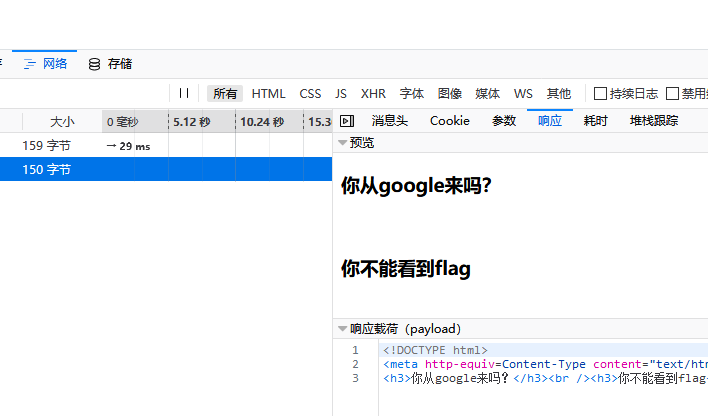 网络 存储
所有 HTML CSS JS XHR 字体 图像 媒体 WS 其他 持续日志 禁用
大小 0 毫秒 5.12 秒 10.24 秒 15.3 消息头 Cookie 参数 响应 耗时 堆栈跟踪
159 字节 → 29 ms
150 字节
预览
你从google来吗?
你不能看到flag
响应载荷（payload）
1 <!DOCTYPE html>
2 <meta http-equiv=Content-Type content="text/htm
3 <h3>你从google来吗? </h3><br /><h3>你不能看到flag